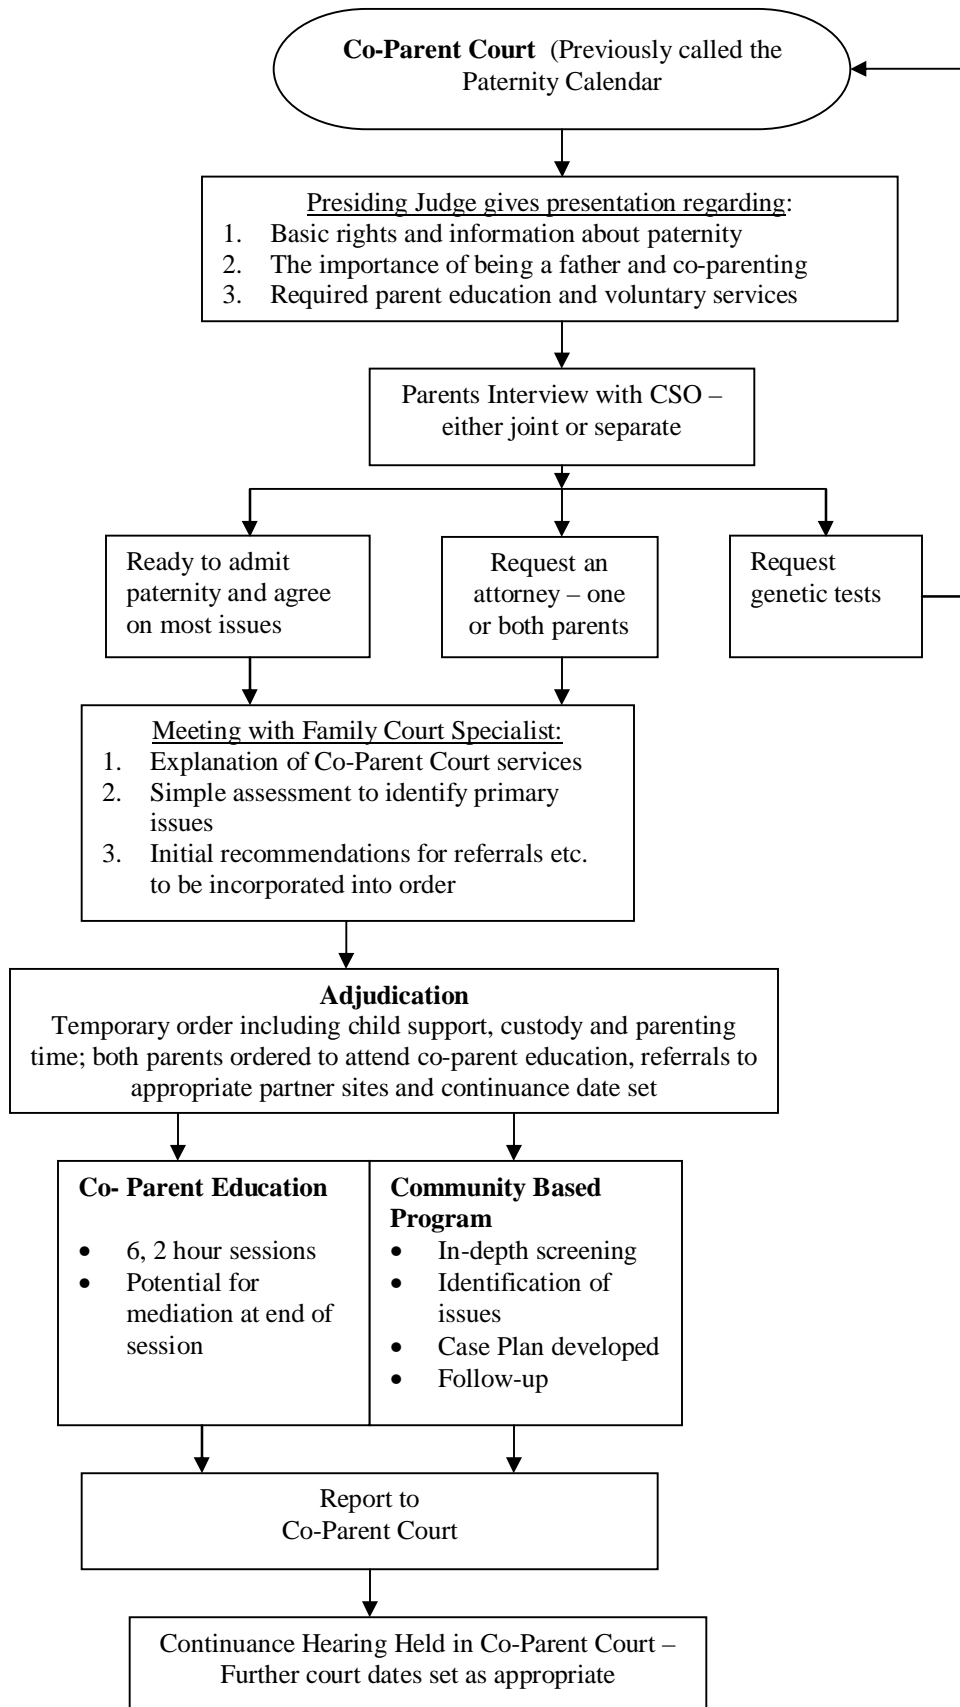 Co-Parent Court  (Previously called the
Paternity Calendar
Presiding Judge gives presentation regarding:
1. Basic rights and information about paternity
2. The importance of being a father and co-parenting
3. Required parent education and voluntary services
Parents Interview with CSO –
either joint or separate
Ready to admit
paternity and agree
on most issues
Request an
attorney – one
or both parents
Request
genetic tests
Meeting with Family Court Specialist:
1. Explanation of Co-Parent Court services
2. Simple assessment to identify primary
issues
3. Initial recommendations for referrals etc.
to be incorporated into order
Adjudication
Temporary order including child support, custody and parenting
time; both parents ordered to attend co-parent education, referrals to
appropriate partner sites and continuance date set
Co- Parent Education
• 6, 2 hour sessions
• Potential for
mediation at end of
session
Community Based
Program
• In-depth screening
• Identification of
issues
• Case Plan developed
• Follow-up
Report to
Co-Parent Court
Continuance Hearing Held in Co-Parent Court –
Further court dates set as appropriate